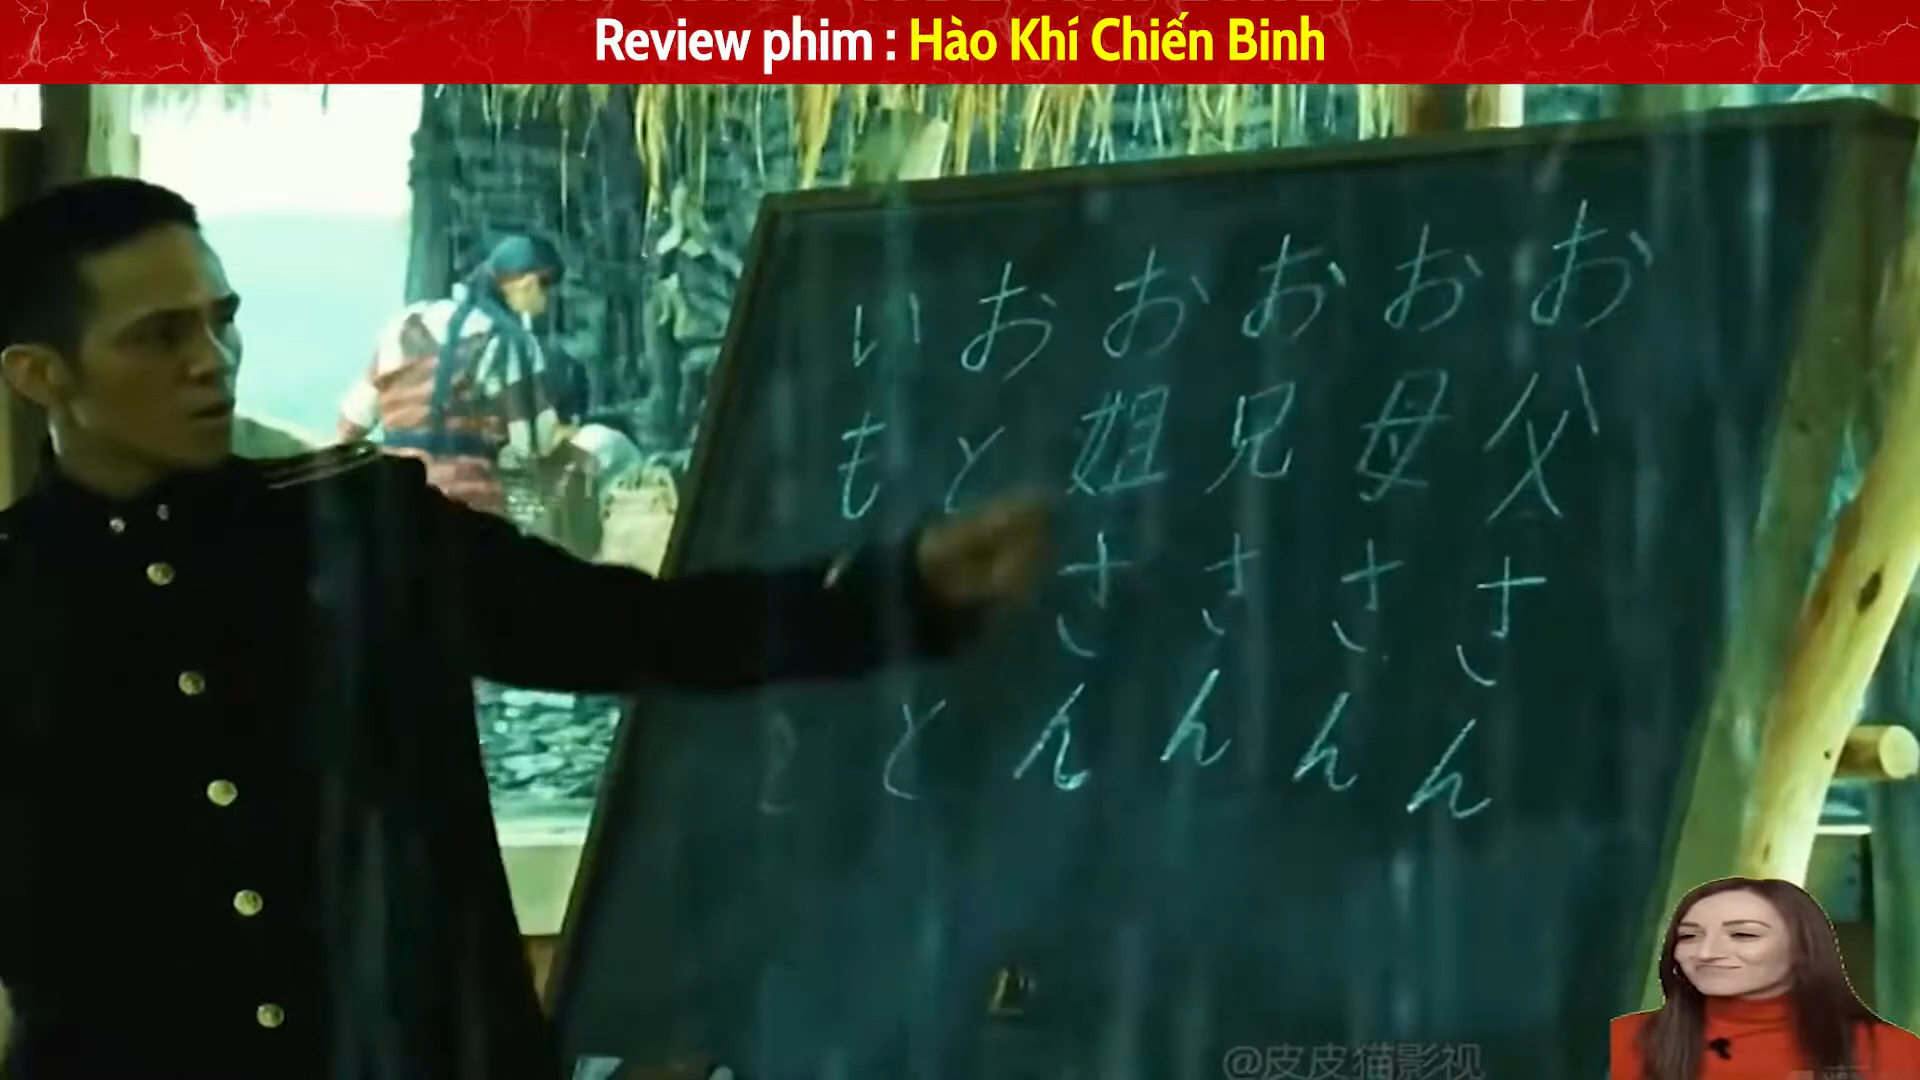 Review phim : Hào Khí Chiến Binh
お父さん
お母さん
お兄さん
お姐さん
おと と
いも と
@皮皮猫影视